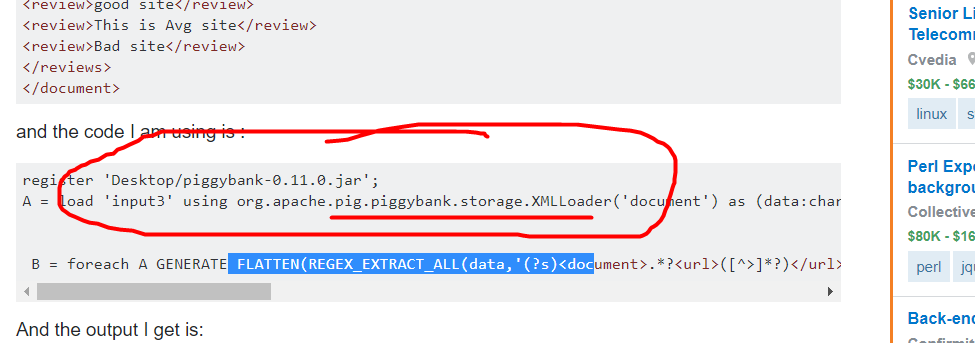 <review>good site</review>
<review>This is Avg site</review>
<review>Bad site</review>
</reviews>
</document>
and the code I am using is :
register 'Desktop/piggybank-0.11.0.jar';
A = load 'input3' using org.apache.pig.piggybank.storage.XMLLoader('document') as (data:char
B = foreach A GENERATE FLATTEN(REGEX_EXTRACT_ALL(data,'(?s)<document>.*?<url>([^>]*?)</url>
And the output I get is:
Senior Li
Telecomm
Cvedia
$30K - $66
linux s
Perl Expe
backgrou
Collective
$80K - $16
perl jq
Back-end
Confirmit